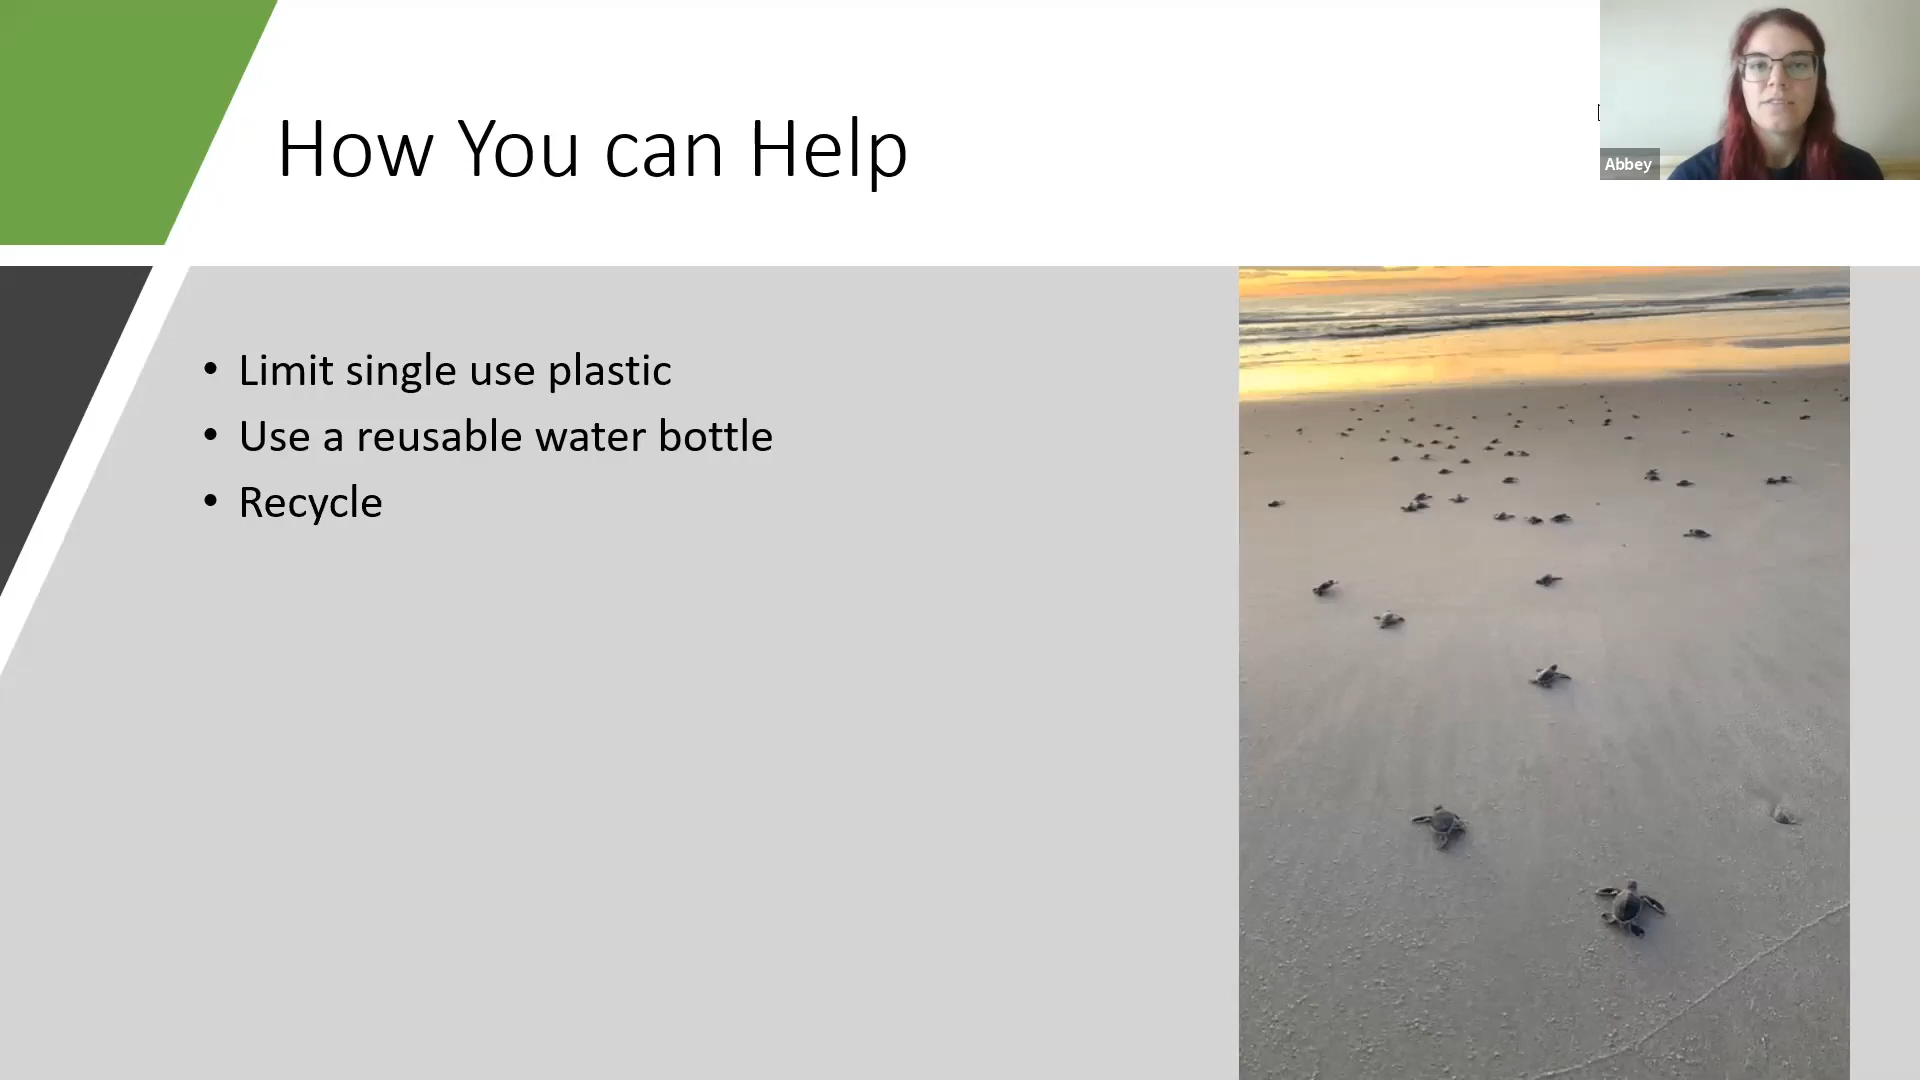 How You can Help
Abbey
• Limit single use plastic
• Use a reusable water bottle
• Recycle